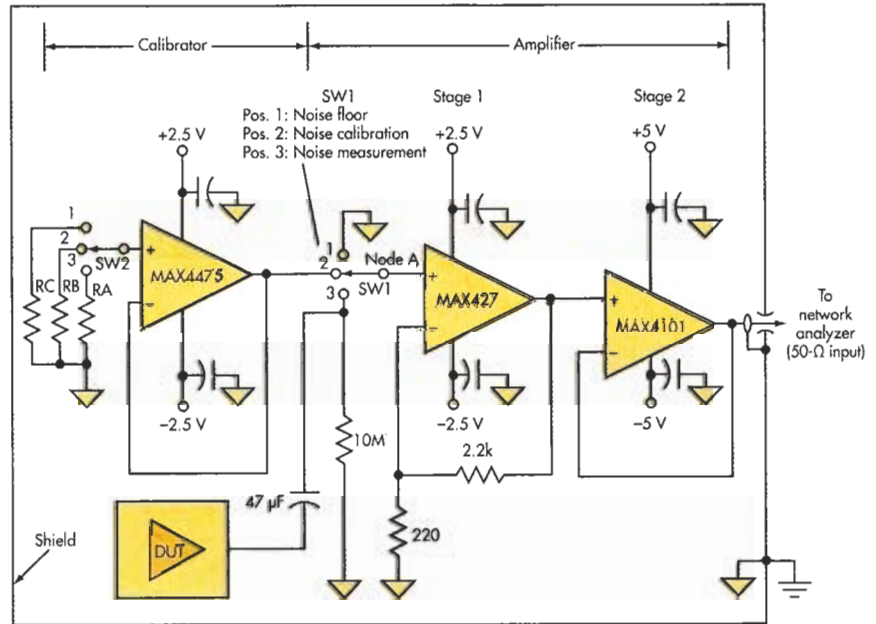 Calibrator
Amplifier
SW1
Pos. 1: Noise floor
Pos. 2: Noise calibration
Pos. 3: Noise measurement
Stage 1
Stage 2
+2.5 V
+2.5 V
+5 V
1
2
3
SW2
RC
RB
RA
+
–
MAX4475
1
2
3
SW1
Node A
+
–
MAX427
+
–
MAX4101
To
network
analyzer
(50-Ω input)
–2.5 V
–2.5 V
–5 V
10M
2.2k
47 µF
220
DUT
Shield